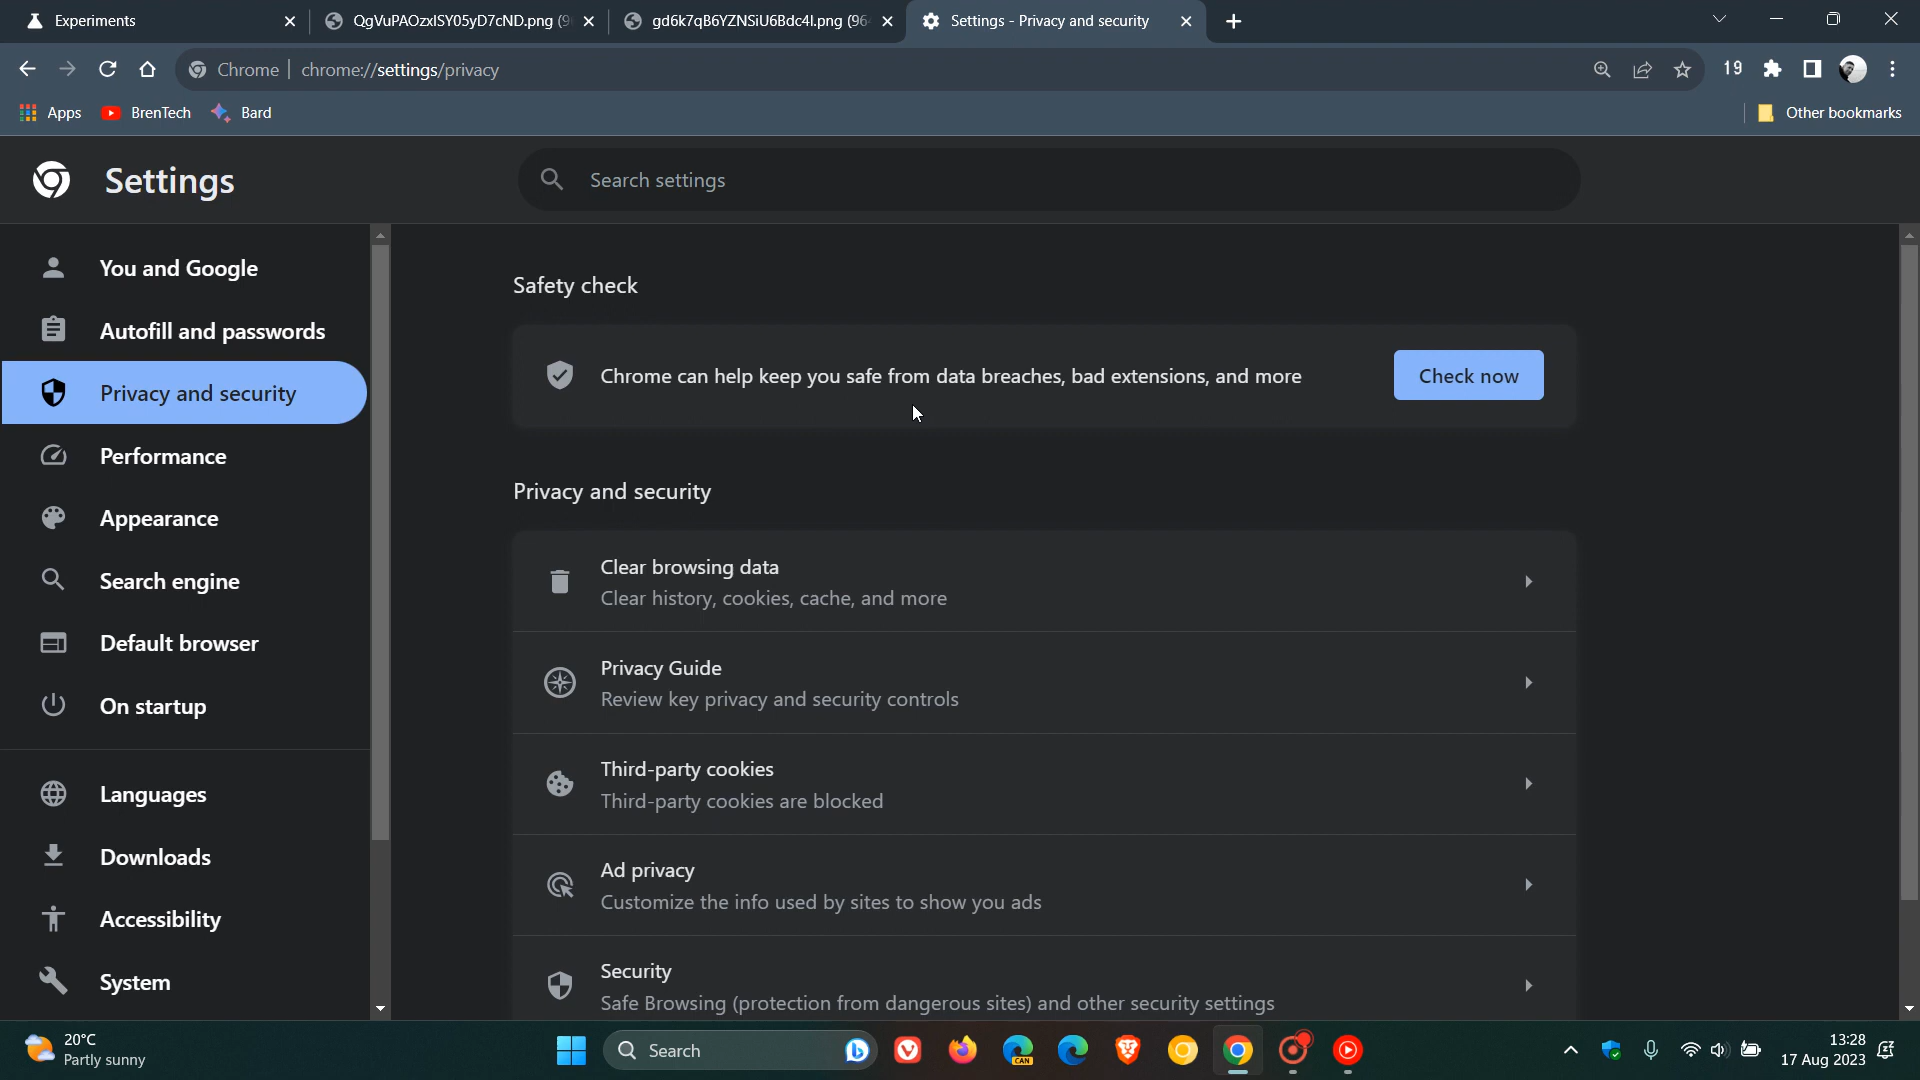 Experiments
QgVuPAOzxlSY05yD7cND.png (9
gd6k7qB6YZNSiU6Bdc4l.png (96
Settings - Privacy and security
Chrome
chrome://settings/privacy
19
Apps
BrenTech
Bard
Other bookmarks
Settings
Search settings
You and Google
Autofill and passwords
Privacy and security
Performance
Appearance
Search engine
Default browser
On startup
Languages
Downloads
Accessibility
System
Safety check
Chrome can help keep you safe from data breaches, bad extensions, and more
Check now
Privacy and security
Clear browsing data
Clear history, cookies, cache, and more
Privacy Guide
Review key privacy and security controls
Third-party cookies
Third-party cookies are blocked
Ad privacy
Customize the info used by sites to show you ads
Security
Safe Browsing (protection from dangerous sites) and other security settings
20°C
Partly sunny
Search
CAN
13:28
17 Aug 2023